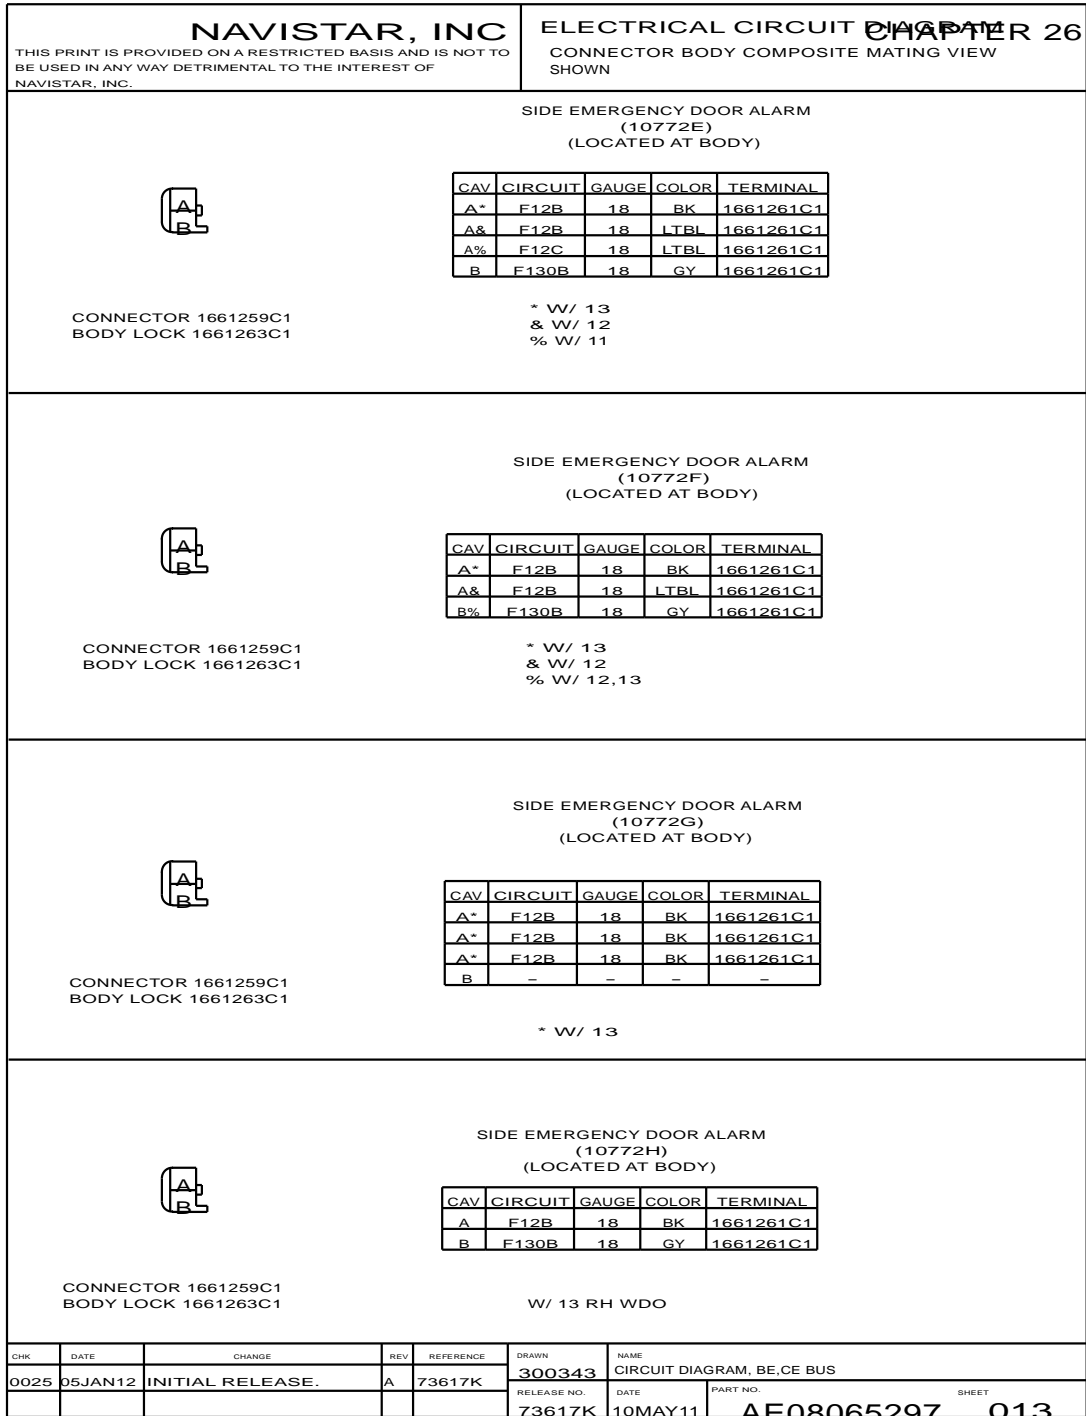 NAVISTAR, INC
THIS PRINT IS PROVIDED ON A RESTRICTED BASIS AND IS NOT TO
BE USED IN ANY WAY DETRIMENTAL TO THE INTEREST OF
NAVISTAR, INC.
ELECTRICAL CIRCUIT DIAGRAM
CHAPTER 26
CONNECTOR BODY COMPOSITE MATING VIEW
SHOWN
SIDE EMERGENCY DOOR ALARM
(10772E)
(LOCATED AT BODY)
A
B
CAV CIRCUIT GAUGE COLOR TERMINAL
A* F12B 18 BK 1661261C1
A& F12B 18 LTBL 1661261C1
A% F12C 18 LTBL 1661261C1
B F130B 18 GY 1661261C1
CONNECTOR 1661259C1
BODY LOCK 1661263C1
* W/ 13
& W/ 12
% W/ 11
SIDE EMERGENCY DOOR ALARM
(10772F)
(LOCATED AT BODY)
A
B
CAV CIRCUIT GAUGE COLOR TERMINAL
A* F12B 18 BK 1661261C1
A& F12B 18 LTBL 1661261C1
B% F130B 18 GY 1661261C1
CONNECTOR 1661259C1
BODY LOCK 1661263C1
* W/ 13
& W/ 12
% W/ 12,13
SIDE EMERGENCY DOOR ALARM
(10772G)
(LOCATED AT BODY)
A
B
CAV CIRCUIT GAUGE COLOR TERMINAL
A* F12B 18 BK 1661261C1
A* F12B 18 BK 1661261C1
A* F12B 18 BK 1661261C1
B – – – –
CONNECTOR 1661259C1
BODY LOCK 1661263C1
* W/ 13
SIDE EMERGENCY DOOR ALARM
(10772H)
(LOCATED AT BODY)
A
B
CAV CIRCUIT GAUGE COLOR TERMINAL
A F12B 18 BK 1661261C1
B F130B 18 GY 1661261C1
CONNECTOR 1661259C1
BODY LOCK 1661263C1
W/ 13 RH WDO
CHK DATE CHANGE REV REFERENCE
0025 05JAN12 INITIAL RELEASE. A 73617K
DRAWN
300343
NAME
CIRCUIT DIAGRAM, BE,CE BUS
RELEASE NO.
73617K
DATE
10MAY11
PART NO.
AE08065297
SHEET
013